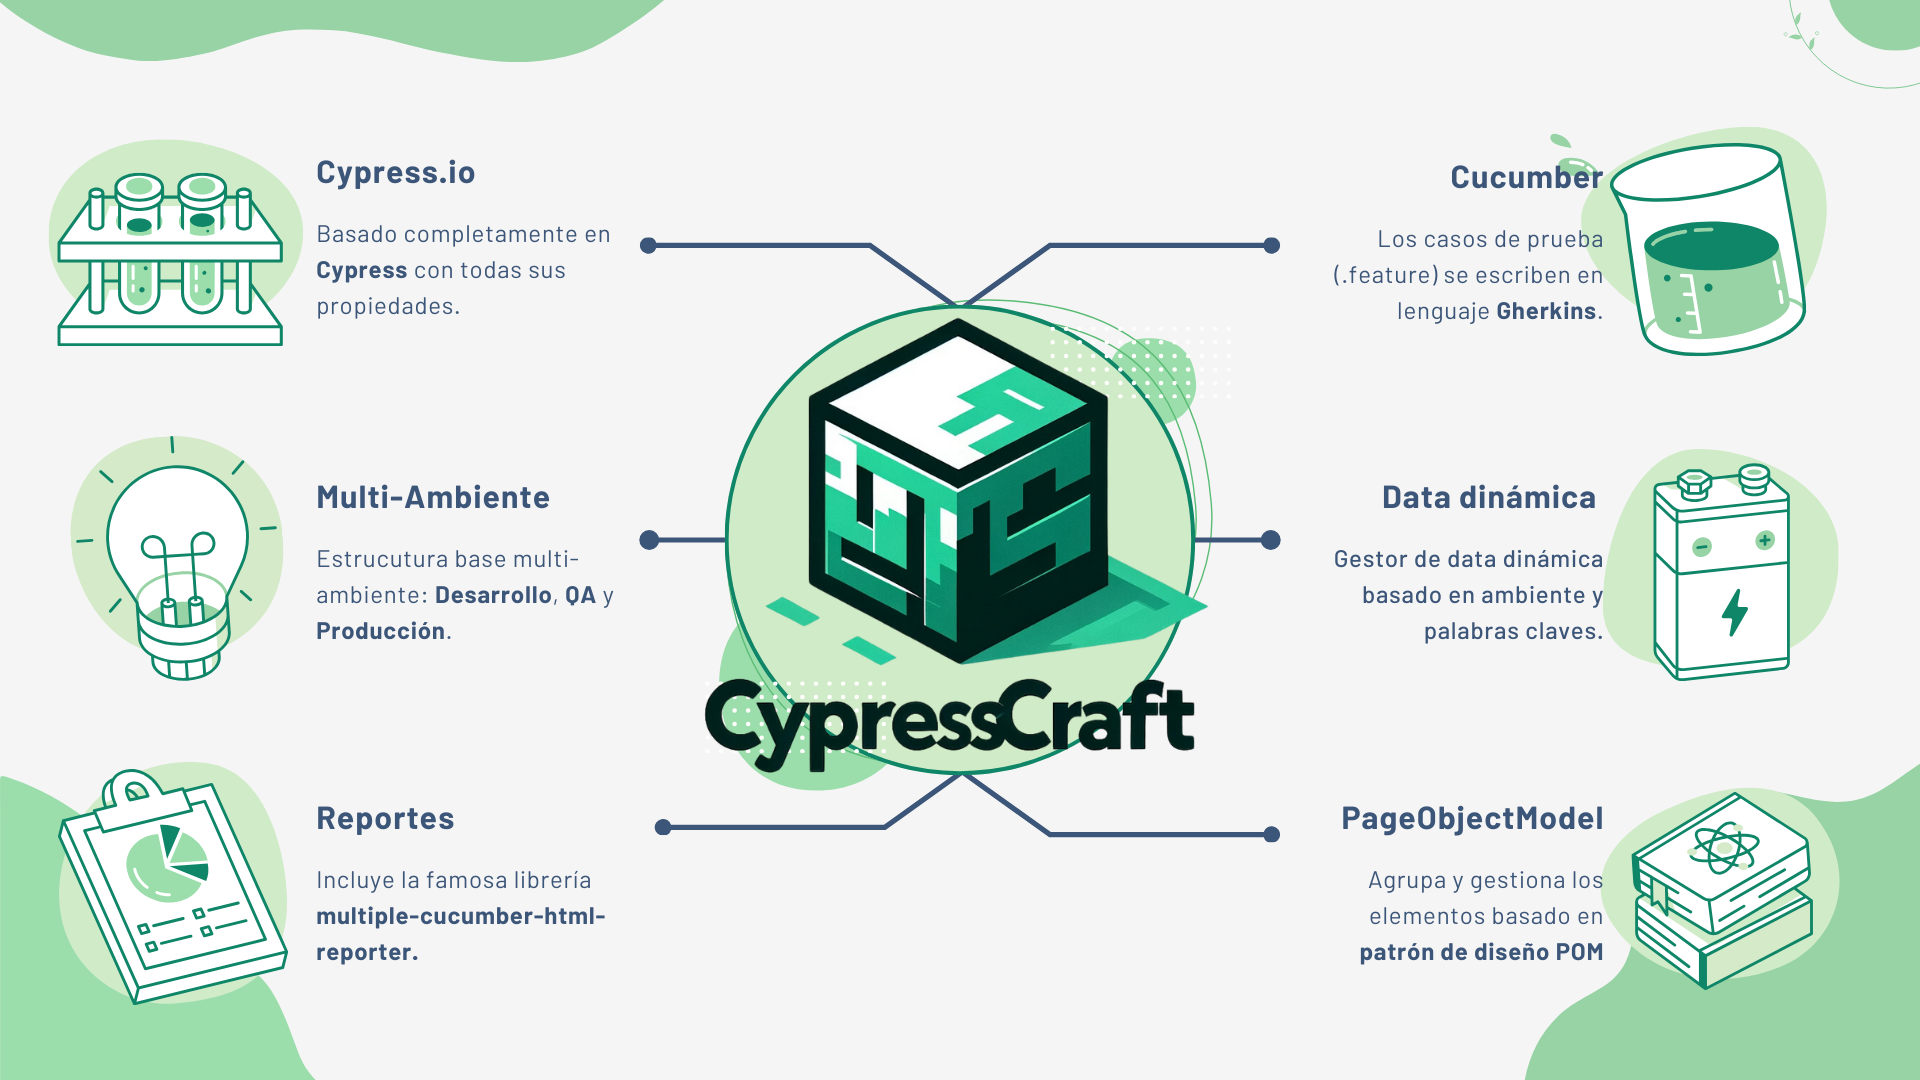 Cypress.io
Basado completamente en
Cypress con todas sus
propiedades.
Multi-Ambiente
Estrucutura base multi-
ambiente: Desarrollo, QA y
Producción.
Reportes
Incluye la famosa librería
multiple-cucumber-html-
reporter.
CypressCraft
Cucumber
Los casos de prueba
(.feature) se escriben en
lenguaje Gherkins.
Data dinámica
Gestor de data dinámica
basado en ambiente y
palabras claves.
PageObjectModel
Agrupa y gestiona los
elementos basado en
patrón de diseño POM